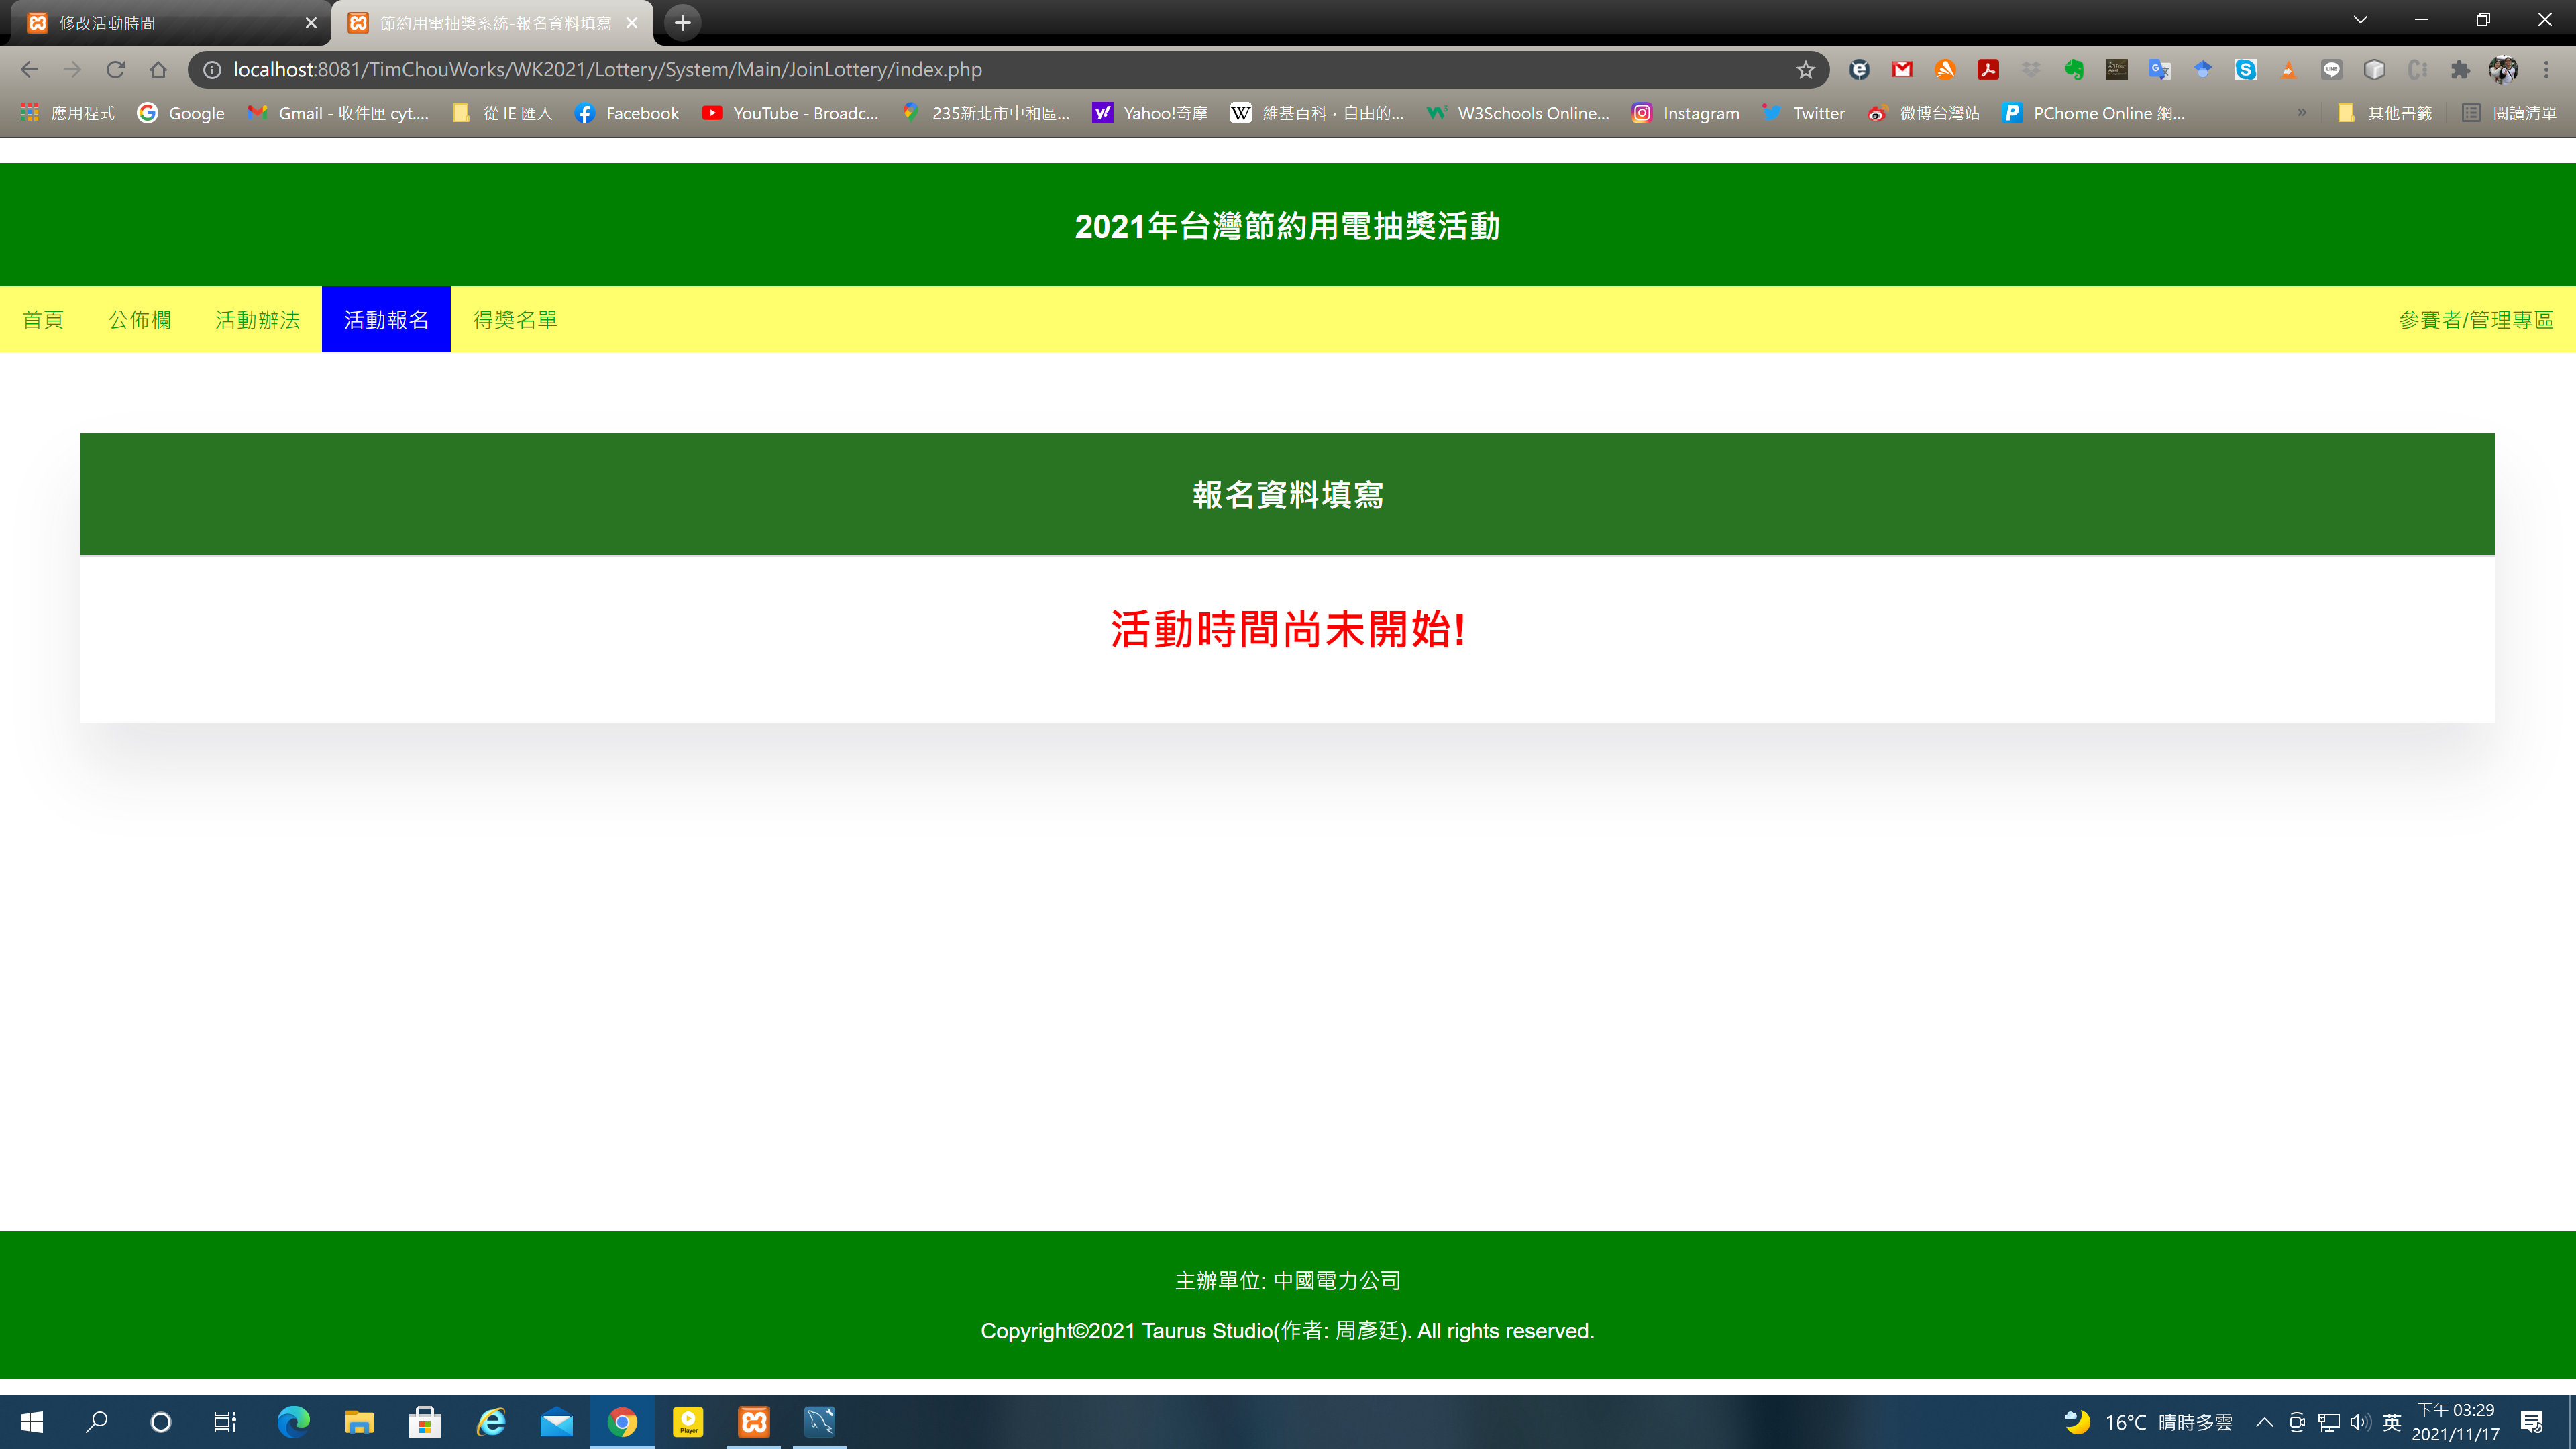 修改活動時間
節約用電抽獎系統-報名資料填寫
localhost:8081/TimChouWorks/WK2021/Lottery/System/Main/JoinLottery/index.php
應用程式 Google Gmail - 收件匣 cyt.... 從 IE 匯入 Facebook YouTube - Broadc... 235新北市中和區... Yahoo!奇摩 維基百科，自由的... W3Schools Online... Instagram Twitter 微博台灣站 PChome Online 網... » 其他書籤 閱讀清單
2021年台灣節約用電抽獎活動
首頁 公佈欄 活動辦法 活動報名 得獎名單 參賽者/管理專區
報名資料填寫
活動時間尚未開始!
主辦單位: 中國電力公司
Copyright©2021 Taurus Studio(作者: 周彥廷). All rights reserved.
Player
16°C 晴時多雲 英 下午 03:29
2021/11/17